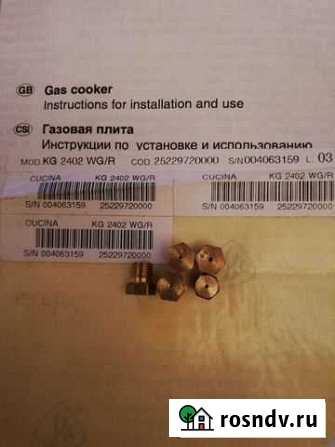 GB Gas cooker
Instructions for installation and use
CSI Газовая плита
Инструкции по установке и использованию
MOD. KG 2402 WG/R COD. 25229720000 S/N 004063159 L. 03
CUCINA KG 2402 WG/R
S/N 004063159 25229720000
CUCINA KG 2402 WG/R
S/N 004063159 25229720000
CUCINA KG 2402 WG/R
S/N 004063159 25229720000
rosndv.ru